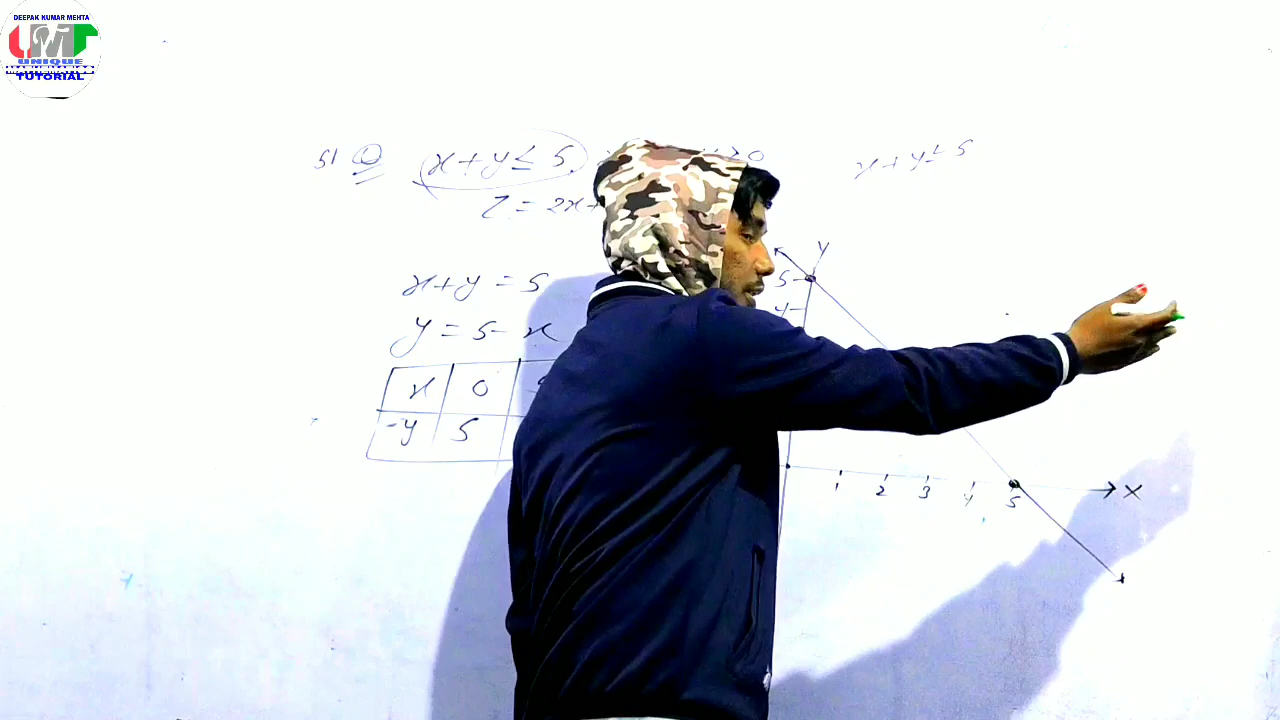 DEEPAK KUMAR MEHTA
UMT
UNIQUE
TUTORIAL
51 Q x + y ≤ 5,
Z = 2x+
x+y = 5
y = 5 - x
x 0
y 5
x + y ≤ 5
Y
5
4
1 2 3 4 5 X